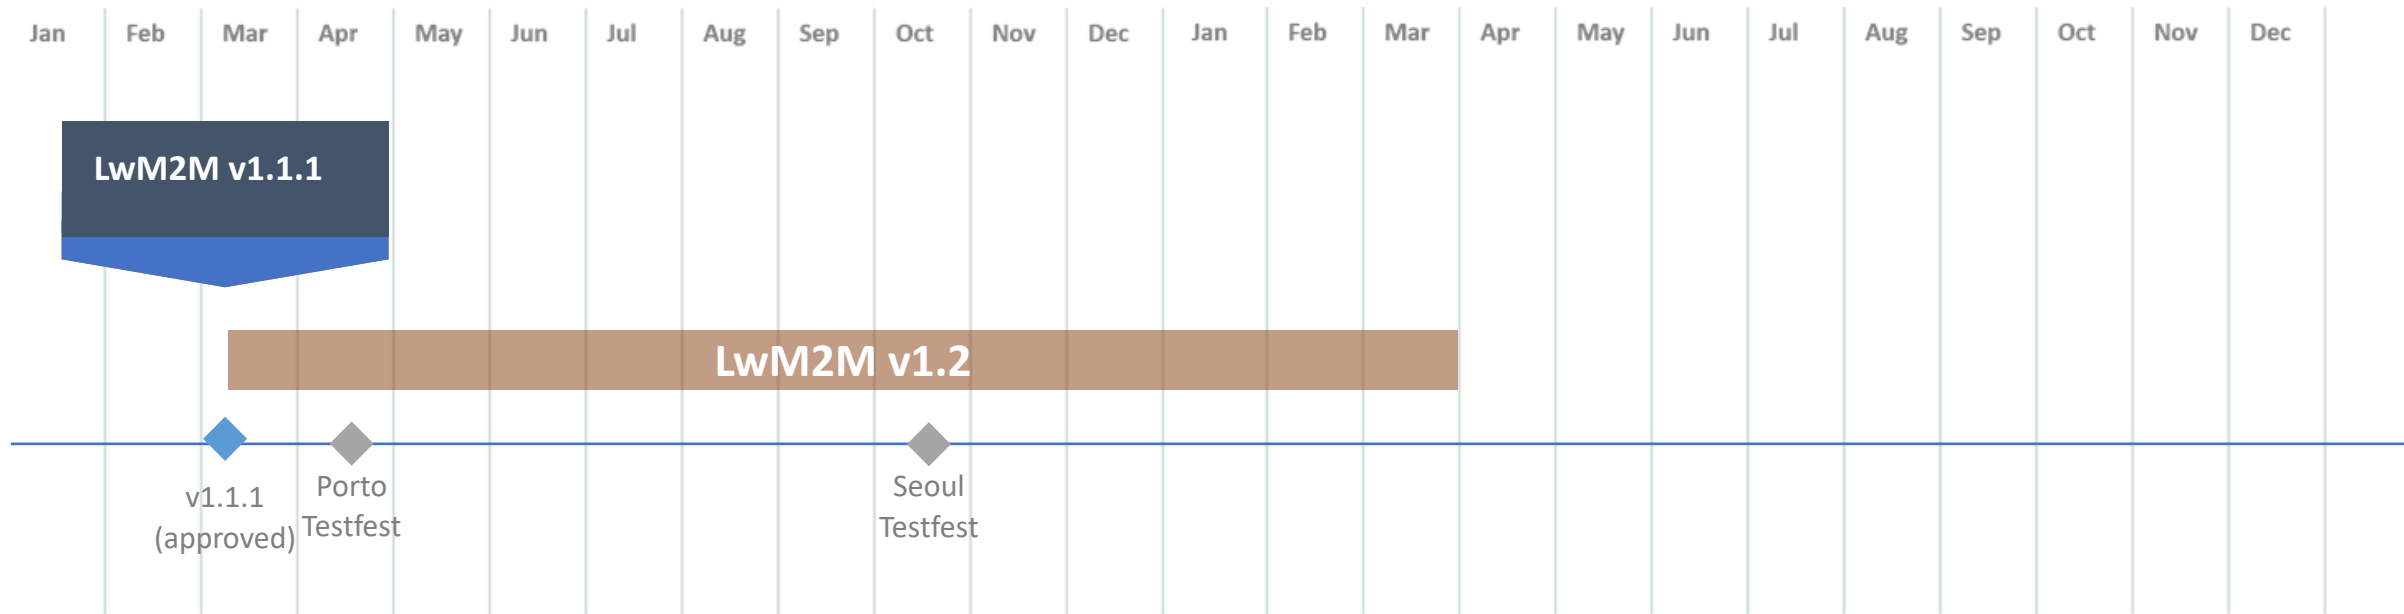 Jan Feb Mar Apr May Jun Jul Aug Sep Oct Nov Dec Jan Feb Mar Apr May Jun Jul Aug Sep Oct Nov Dec
LwM2M v1.1.1
LwM2M v1.2
v1.1.1
(approved)
Porto
Testfest
Seoul
Testfest